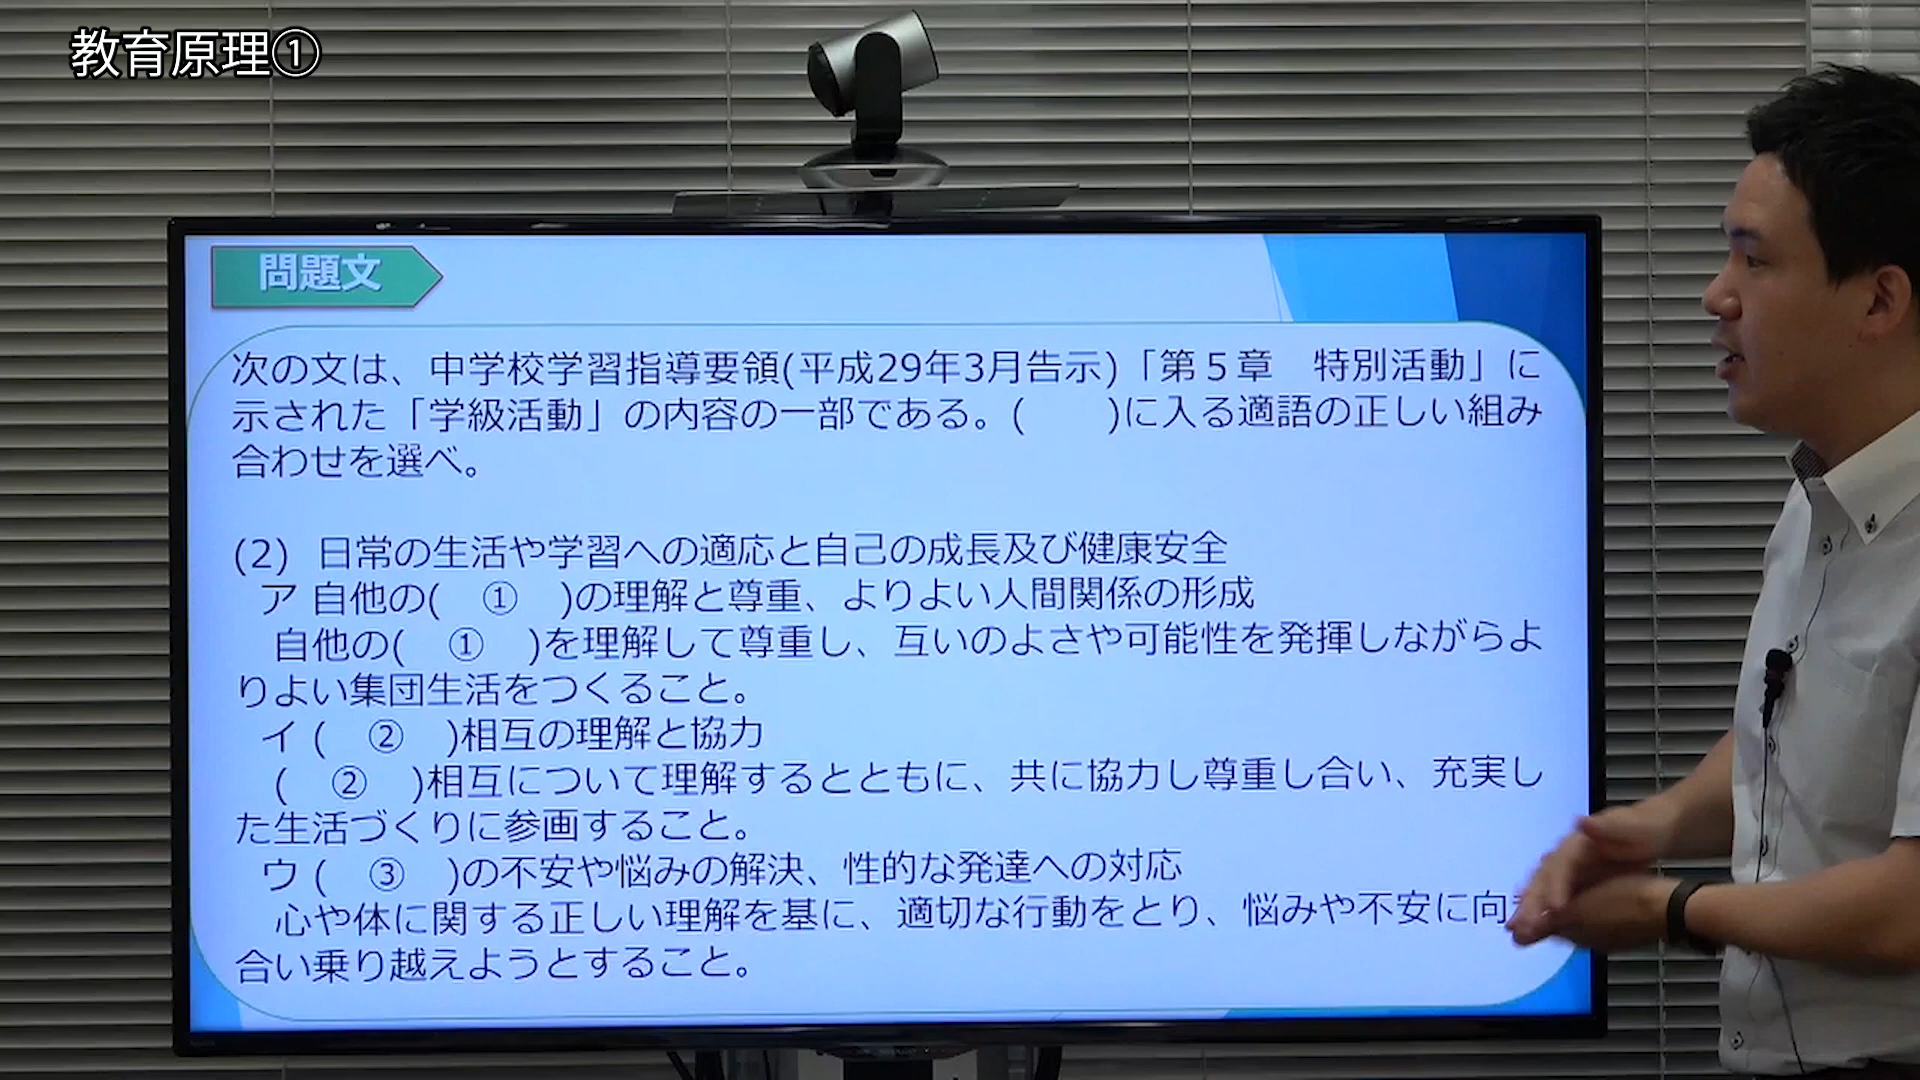 教育原理①
問題文
次の文は、中学校学習指導要領(平成29年3月告示)「第５章　特別活動」に
示された「学級活動」の内容の一部である。(　　)に入る適語の正しい組み
合わせを選べ。
(2) 日常の生活や学習への適応と自己の成長及び健康安全
ア 自他の(　①　)の理解と尊重、よりよい人間関係の形成
自他の(　①　)を理解して尊重し、互いのよさや可能性を発揮しながらよ
りよい集団生活をつくること。
イ (　②　)相互の理解と協力
(　②　)相互について理解するとともに、共に協力し尊重し合い、充実し
た生活づくりに参画すること。
ウ (　③　)の不安や悩みの解決、性的な発達への対応
心や体に関する正しい理解を基に、適切な行動をとり、悩みや不安に向
合い乗り越えようとすること。